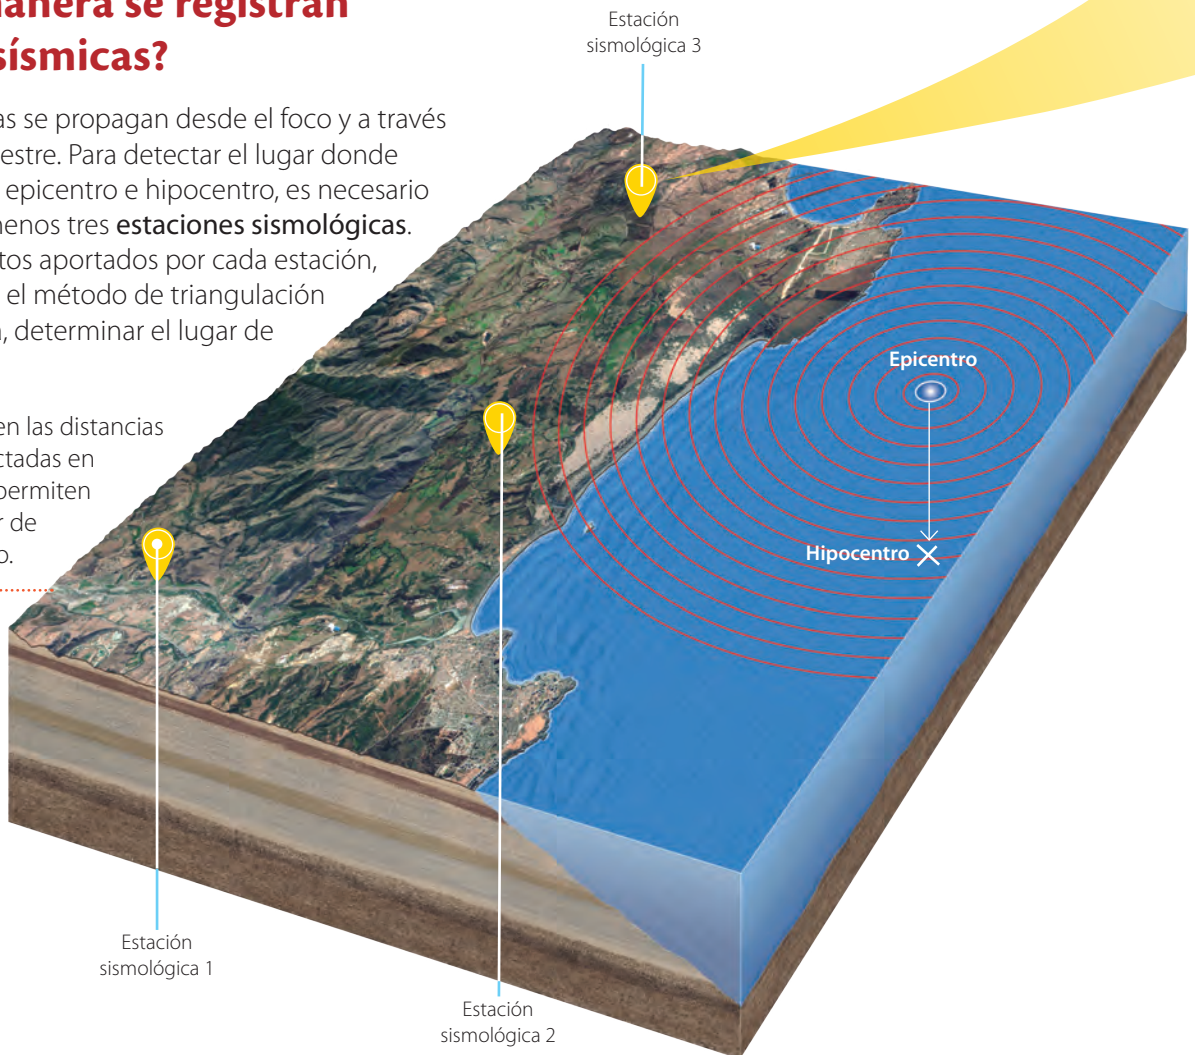 manera se registran
sísmicas?
as se propagan desde el foco y a través
estre. Para detectar el lugar donde
epicentro e hipocentro, es necesario
menos tres estaciones sismológicas.
tos aportados por cada estación,
el método de triangulación
, determinar el lugar de
en las distancias
ctadas en
permiten
r de
o.
Estación
sismológica 3
Epicentro
Hipocentro
Estación
sismológica 1
Estación
sismológica 2